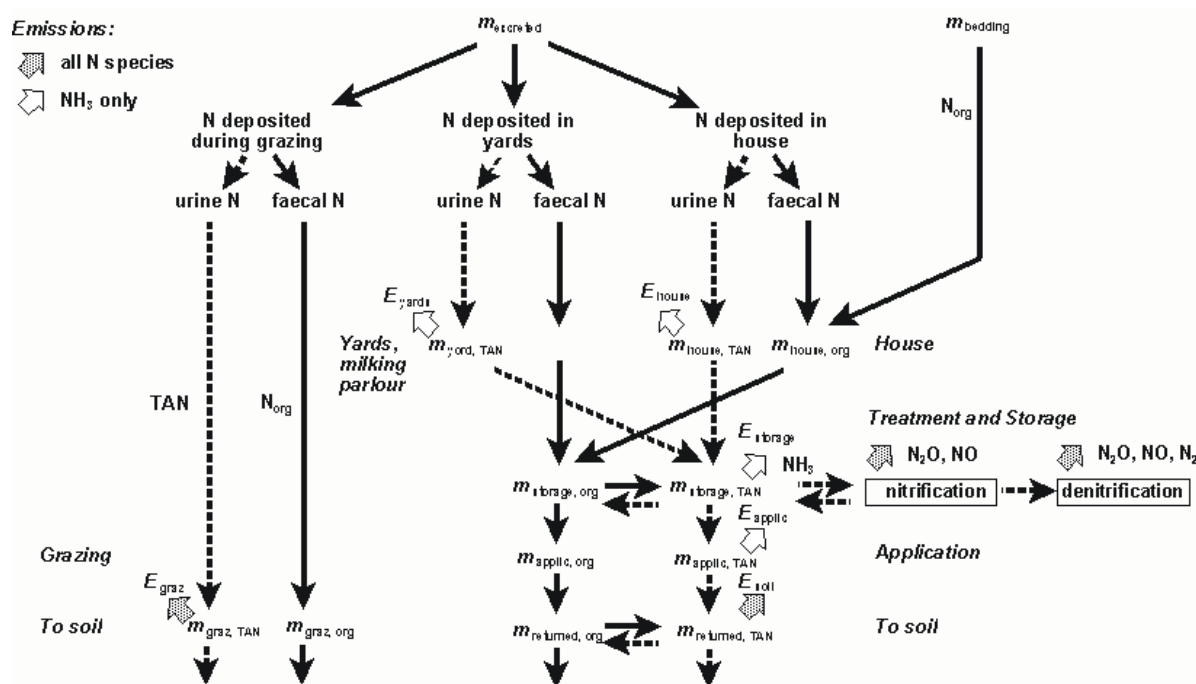 Emissions:
all N species
NH₃ only
m excreted
m bedding
N org
N deposited during grazing
N deposited in yards
N deposited in house
urine N
faecal N
urine N
faecal N
urine N
faecal N
E yards
E house
Yards, milking parlour
m yard, TAN
m house, TAN
m house, org
House
TAN
N org
Treatment and Storage
E storage
NH₃
N₂O, NO
N₂O, NO, N₂
m storage, org
m storage, TAN
nitrification
denitrification
E applic
Grazing
m applic, org
m applic, TAN
Application
E graz
E soil
To soil
m graz, TAN
m graz, org
m returned, org
m returned, TAN
To soil